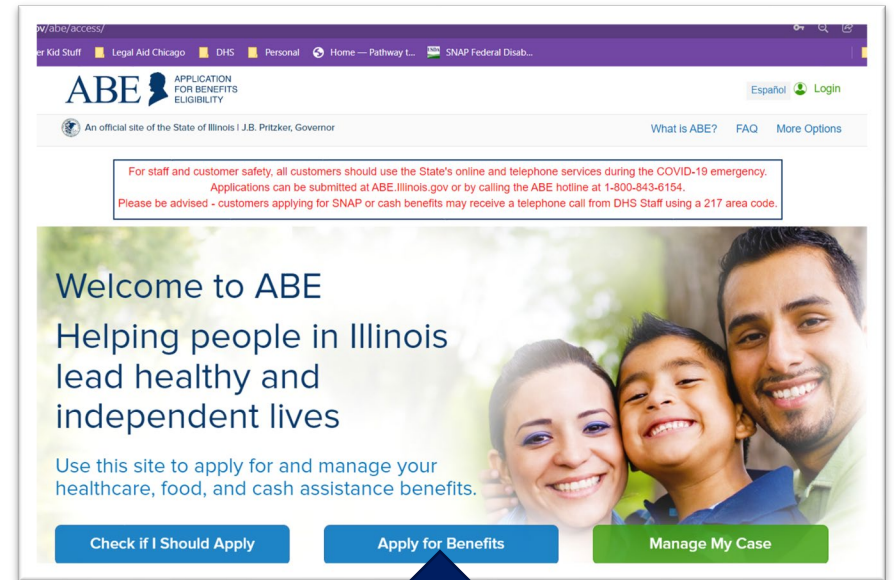 ov/abe/access/
er Kid Stuff Legal Aid Chicago DHS Personal Home — Pathway t... SNAP Federal Disab...
ABE APPLICATION
FOR BENEFITS
ELIGIBILITY
Español Login
An official site of the State of Illinois | J.B. Pritzker, Governor
What is ABE? FAQ More Options
For staff and customer safety, all customers should use the State's online and telephone services during the COVID-19 emergency.
Applications can be submitted at ABE.Illinois.gov or by calling the ABE hotline at 1-800-843-6154.
Please be advised - customers applying for SNAP or cash benefits may receive a telephone call from DHS Staff using a 217 area code.
Welcome to ABE
Helping people in Illinois
lead healthy and
independent lives
Use this site to apply for and manage your
healthcare, food, and cash assistance benefits.
Check if I Should Apply
Apply for Benefits
Manage My Case